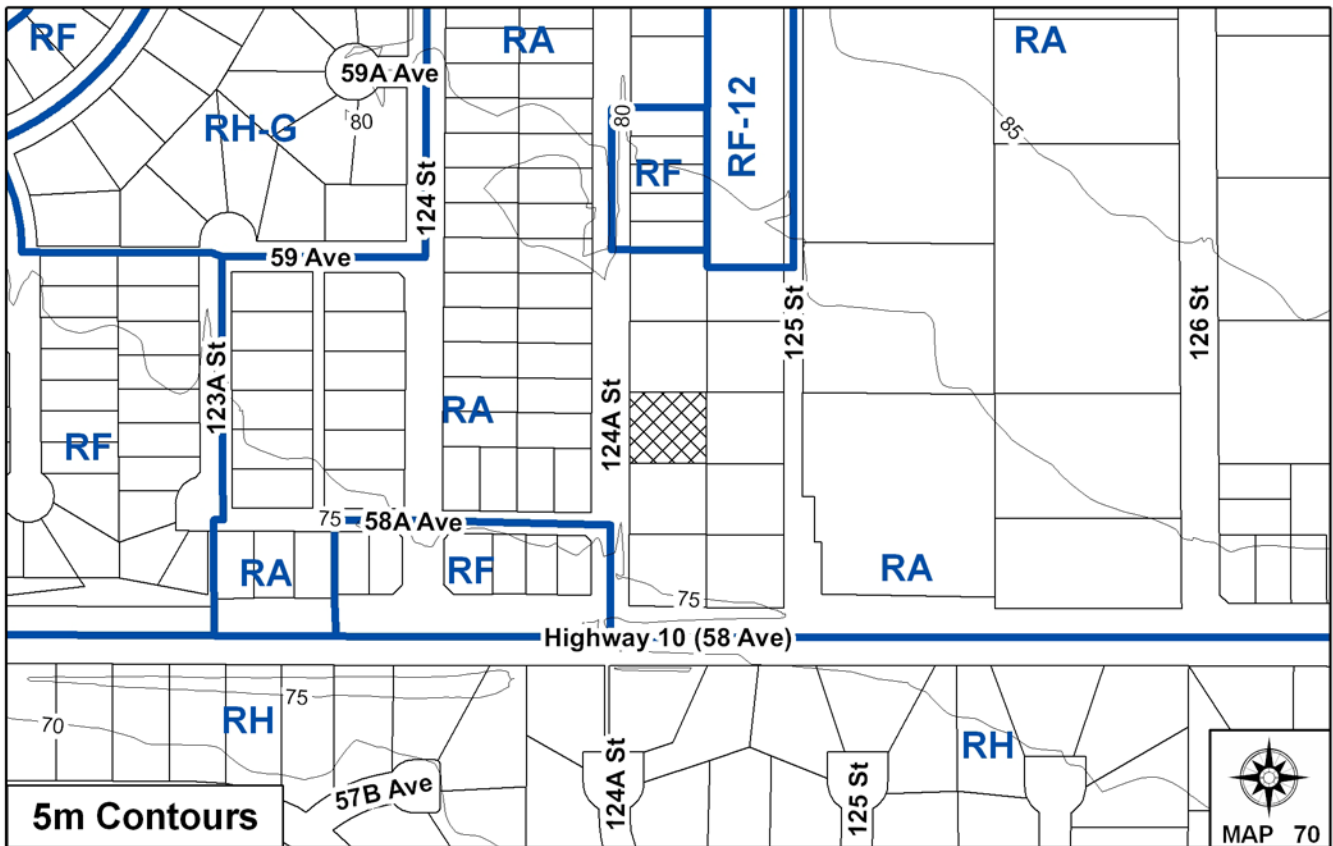 RF
RA
RA
59A Ave
80
RH-G
80
RF-12
85
RF
124 St
59 Ave
125 St
126 St
123A St
RA
124A St
RF
75
58A Ave
RA
RF
RA
75
Highway 10 (58 Ave)
75
70
RH
RH
57B Ave
124A St
125 St
5m Contours
MAP 70